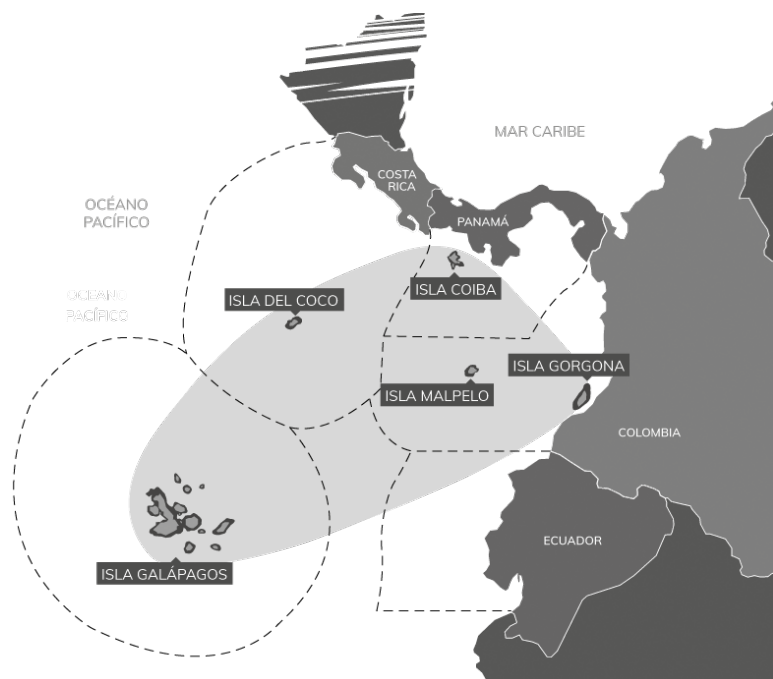 MAR CARIBE
COSTA
RICA
OCÉANO
PACÍFICO
PANAMÁ
ISLA COIBA
OCÉANO
PACÍFICO
ISLA DEL COCO
ISLA GORGONA
ISLA MALPELO
COLOMBIA
ECUADOR
ISLA GALÁPAGOS